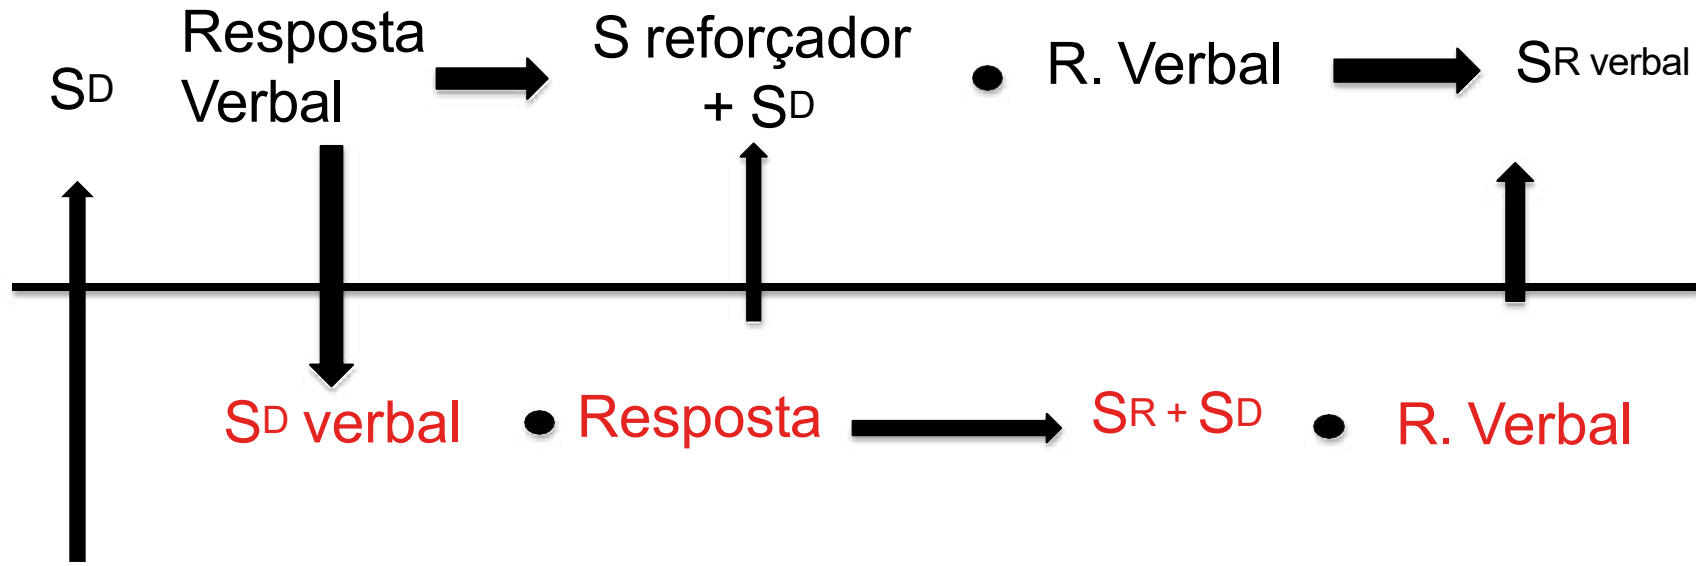 SD
Resposta
Verbal
S reforçador
+ SD
R. Verbal
SR verbal
SD verbal
Resposta
SR + SD
R. Verbal